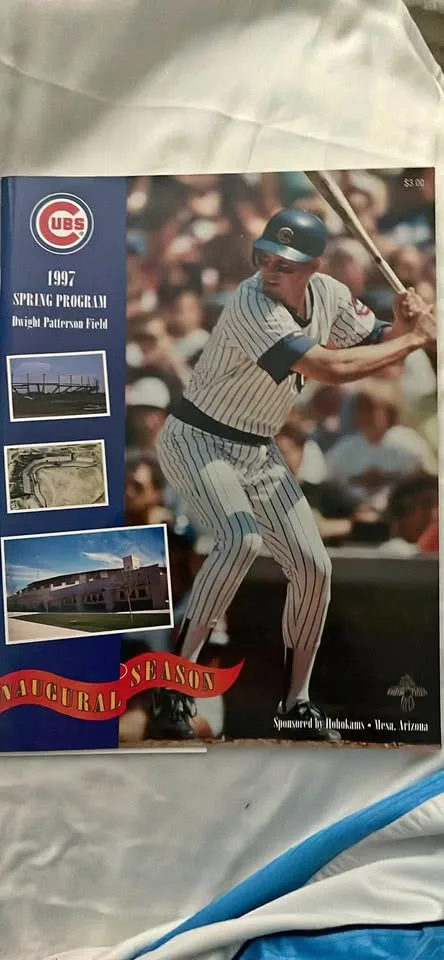 $3.00
CUBS
1997
SPRING PROGRAM
Dwight Patterson Field
C
NAUGURAL SEASON
Sponsored by Hohokams • Mesa, Arizona